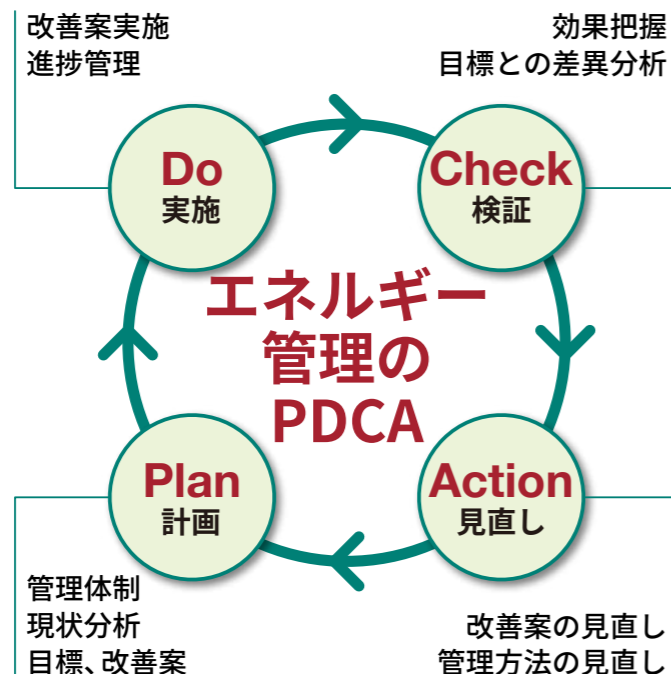 改善案実施
進捗管理
効果把握
目標との差異分析
Do
実施
Check
検証
エネルギー
管理の
PDCA
Plan
計画
Action
見直し
管理体制
現状分析
目標、改善案
改善案の見直し
管理方法の見直し